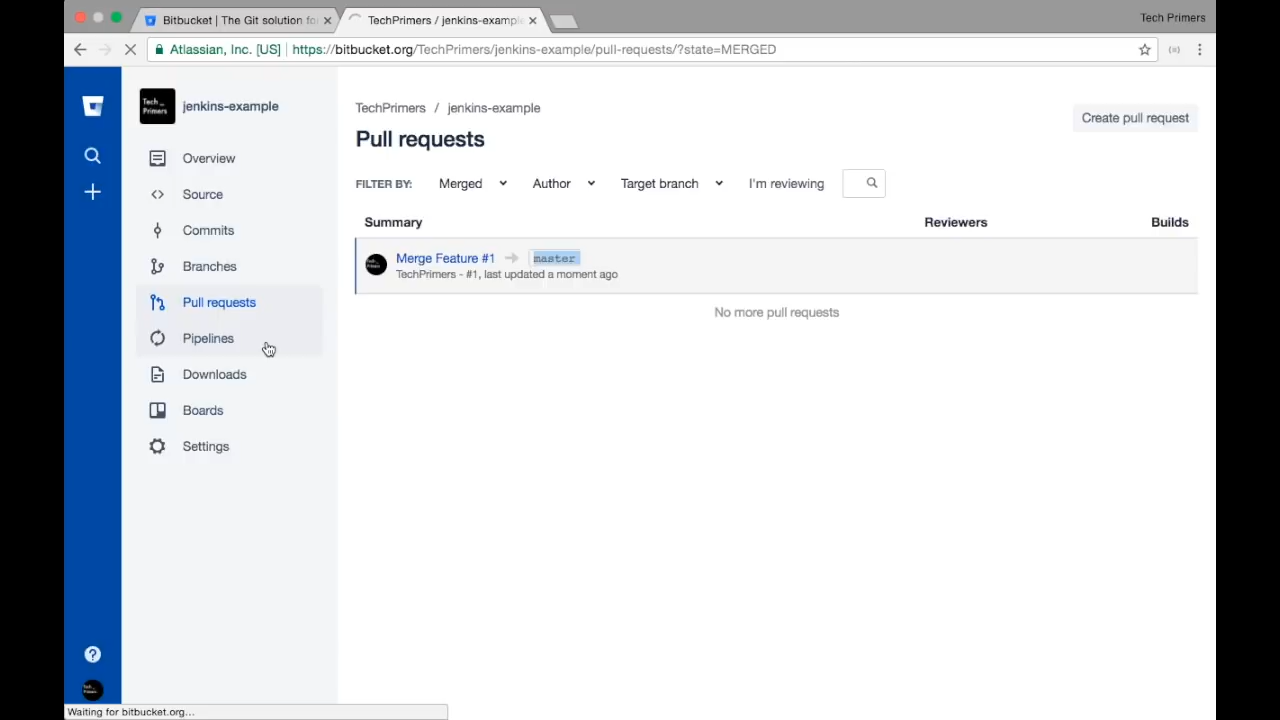 Bitbucket | The Git solution fo
TechPrimers / jenkins-example
Tech Primers
Atlassian, Inc. [US]
https://bitbucket.org/TechPrimers/jenkins-example/pull-requests/?state=MERGED
Tech_
Primers
jenkins-example
Overview
Source
Commits
Branches
Pull requests
Pipelines
Downloads
Boards
Settings
TechPrimers / jenkins-example
Pull requests
Create pull request
FILTER BY: Merged Author Target branch I'm reviewing
Summary Reviewers Builds
Merge Feature #1 master
TechPrimers - #1, last updated a moment ago
No more pull requests
Waiting for bitbucket.org...